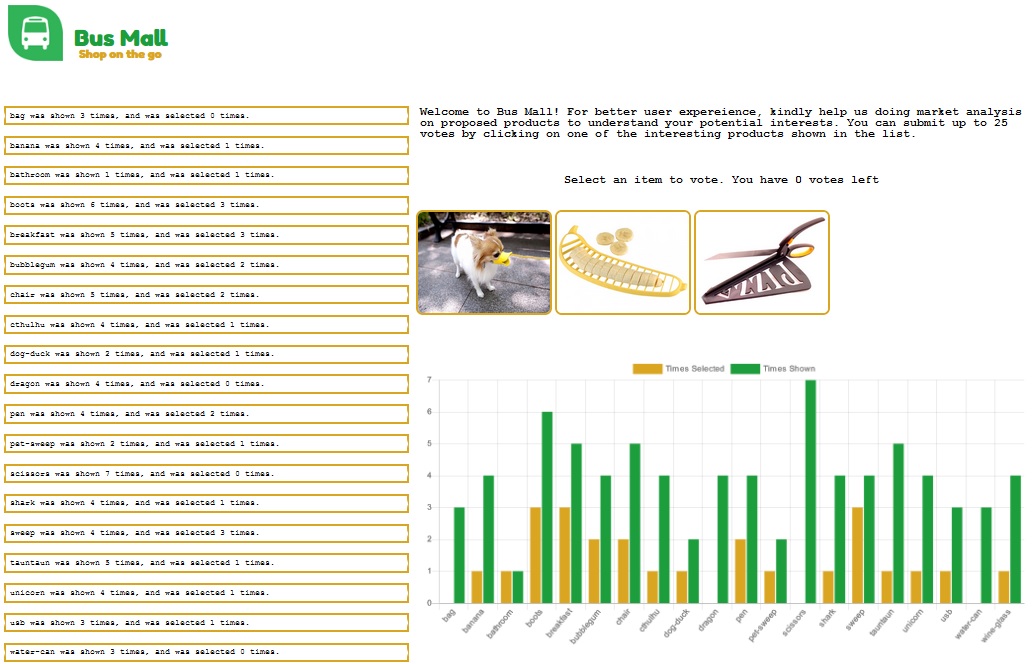 Bus Mall
Shop on the go
bag was shown 3 times, and was selected 0 times.
banana was shown 4 times, and was selected 1 times.
bathroom was shown 1 times, and was selected 1 times.
boots was shown 6 times, and was selected 3 times.
breakfast was shown 5 times, and was selected 3 times.
bubblegum was shown 4 times, and was selected 2 times.
chair was shown 5 times, and was selected 2 times.
cthulhu was shown 4 times, and was selected 1 times.
dog-duck was shown 2 times, and was selected 1 times.
dragon was shown 4 times, and was selected 0 times.
pen was shown 4 times, and was selected 2 times.
pet-sweep was shown 2 times, and was selected 1 times.
scissors was shown 7 times, and was selected 0 times.
shark was shown 4 times, and was selected 1 times.
sweep was shown 4 times, and was selected 3 times.
tauntaun was shown 5 times, and was selected 1 times.
unicorn was shown 4 times, and was selected 1 times.
usb was shown 3 times, and was selected 1 times.
water-can was shown 3 times, and was selected 0 times.
Welcome to Bus Mall! For better user expereience, kindly help us doing market analysis
on proposed products to understand your potential interests. You can submit up to 25
votes by clicking on one of the interesting products shown in the list.
Select an item to vote. You have 0 votes left
PIZZA
Times Selected Times Shown
7
6
5
4
3
2
1
0
bag banana bathroom boots breakfast bubblegum chair cthulhu dog-duck dragon pen pet-sweep scissors shark sweep tauntaun unicorn usb water-can wine-glass